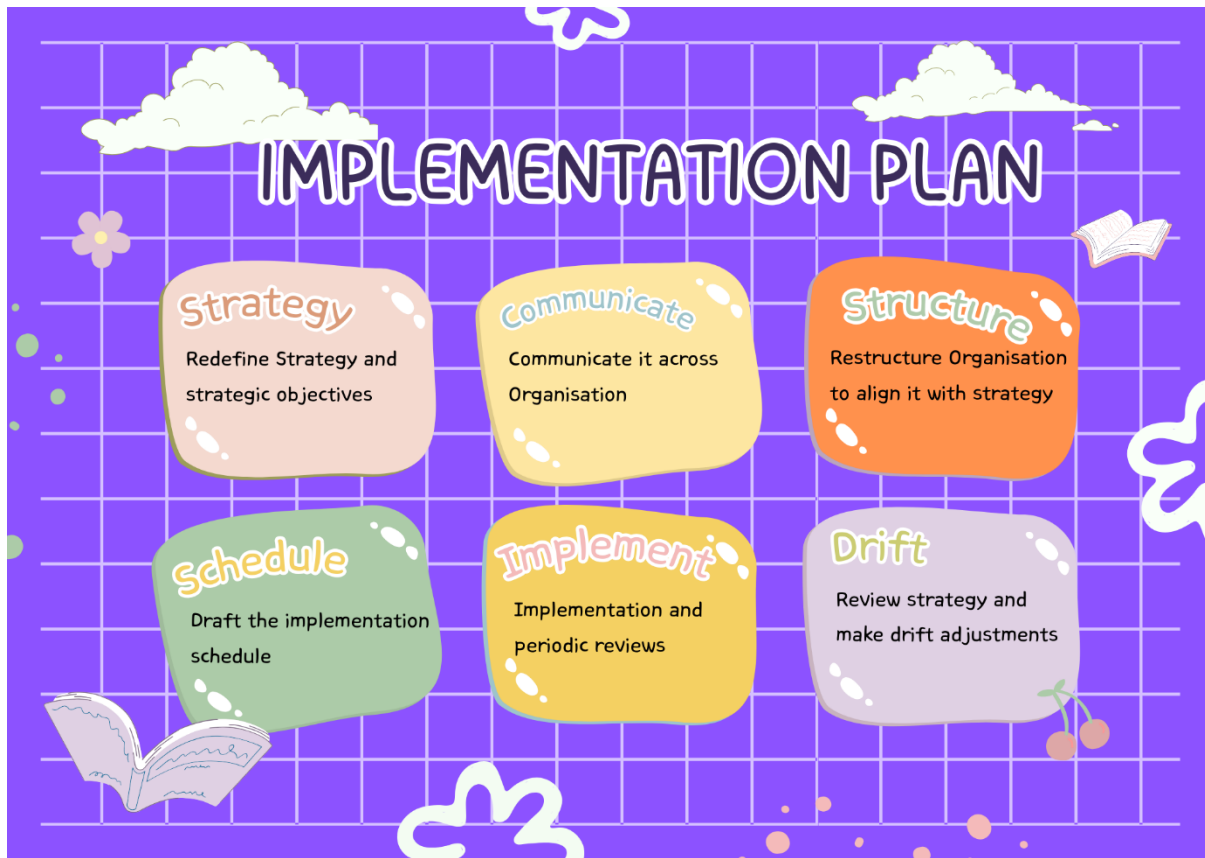 IMPLEMENTATION PLAN
Strategy
Redefine Strategy and
strategic objectives
Communicate
Communicate it across
Organisation
Structure
Restructure Organisation
to align it with strategy
Schedule
Draft the implementation
schedule
Implement
Implementation and
periodic reviews
Drift
Review strategy and
make drift adjustments